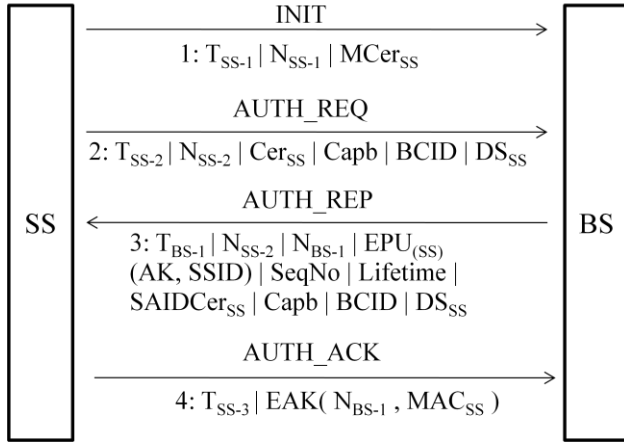 INIT
1: T_SS-1 | N_SS-1 | MCer_SS
AUTH_REQ
2: T_SS-2 | N_SS-2 | Cer_SS | Capb | BCID | DS_SS
AUTH_REP
SS
BS
3: T_BS-1 | N_SS-2 | N_BS-1 | EPU_(SS)
(AK, SSID) | SeqNo | Lifetime |
SAIDCer_SS | Capb | BCID | DS_SS
AUTH_ACK
4: T_SS-3 | EAK( N_BS-1 , MAC_SS )